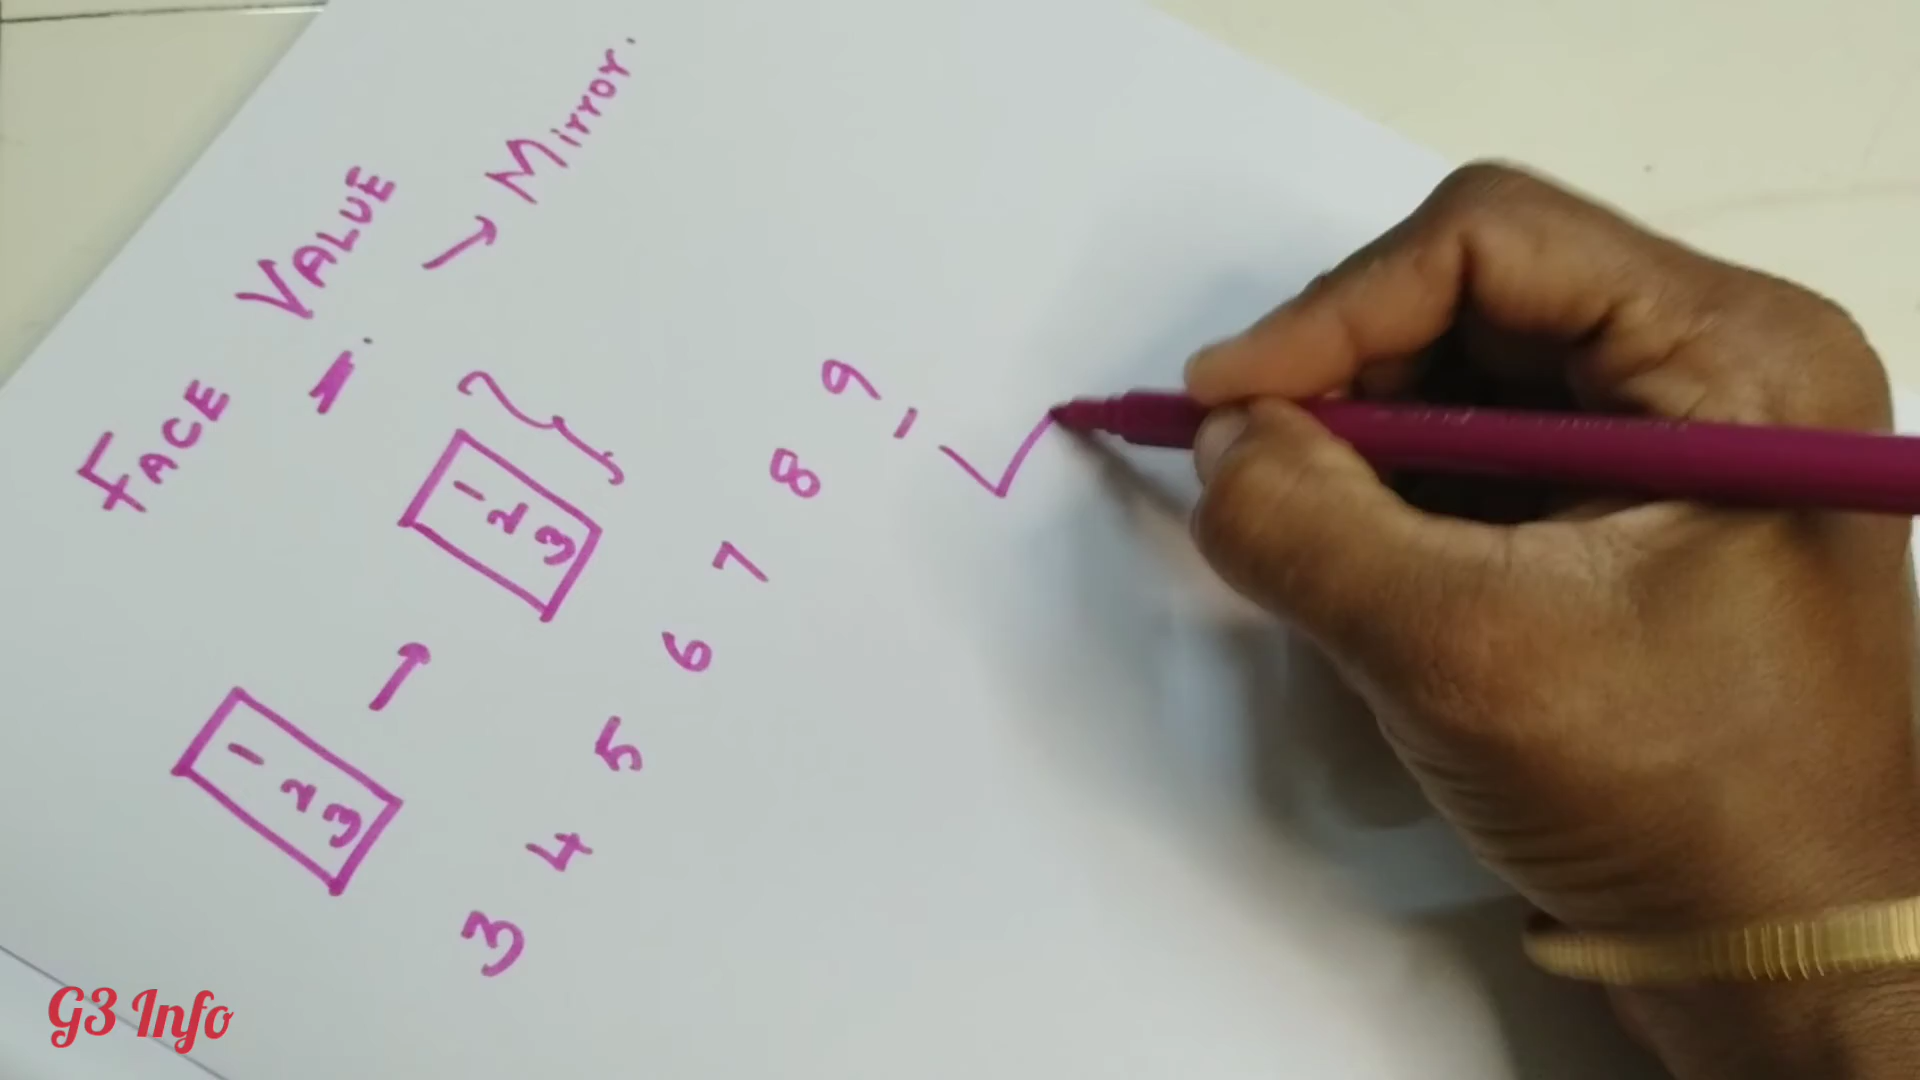 FACE VALUE
→ Mirror.
1 2 3 → 1 2 3
3 4 5 6 7 8 9 -
G3 Info